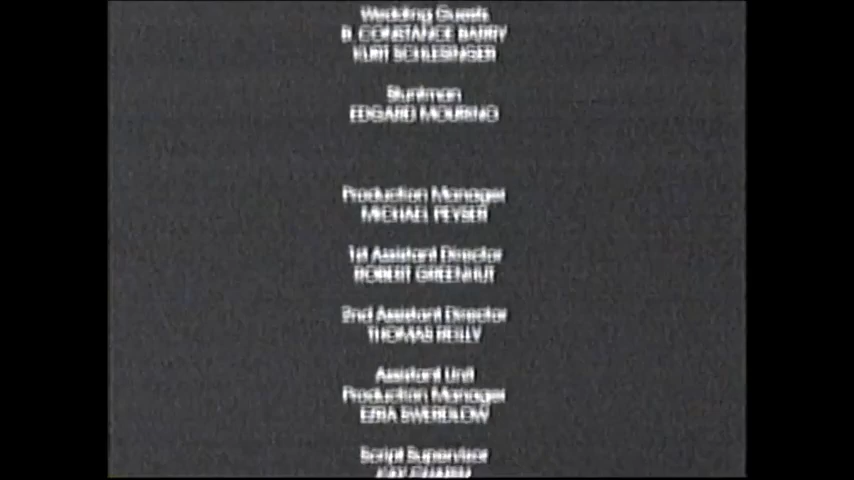 Wedding Guests
B. CONSTANCE BARRY
KURT SCHLESINGER
Stuntman
EDGARD MOURINO
Production Manager
MICHAEL PEYSER
1st Assistant Director
ROBERT GREENHUT
2nd Assistant Director
THOMAS REILLY
Assistant Unit
Production Manager
EZRA SWERDLOW
Script Supervisor